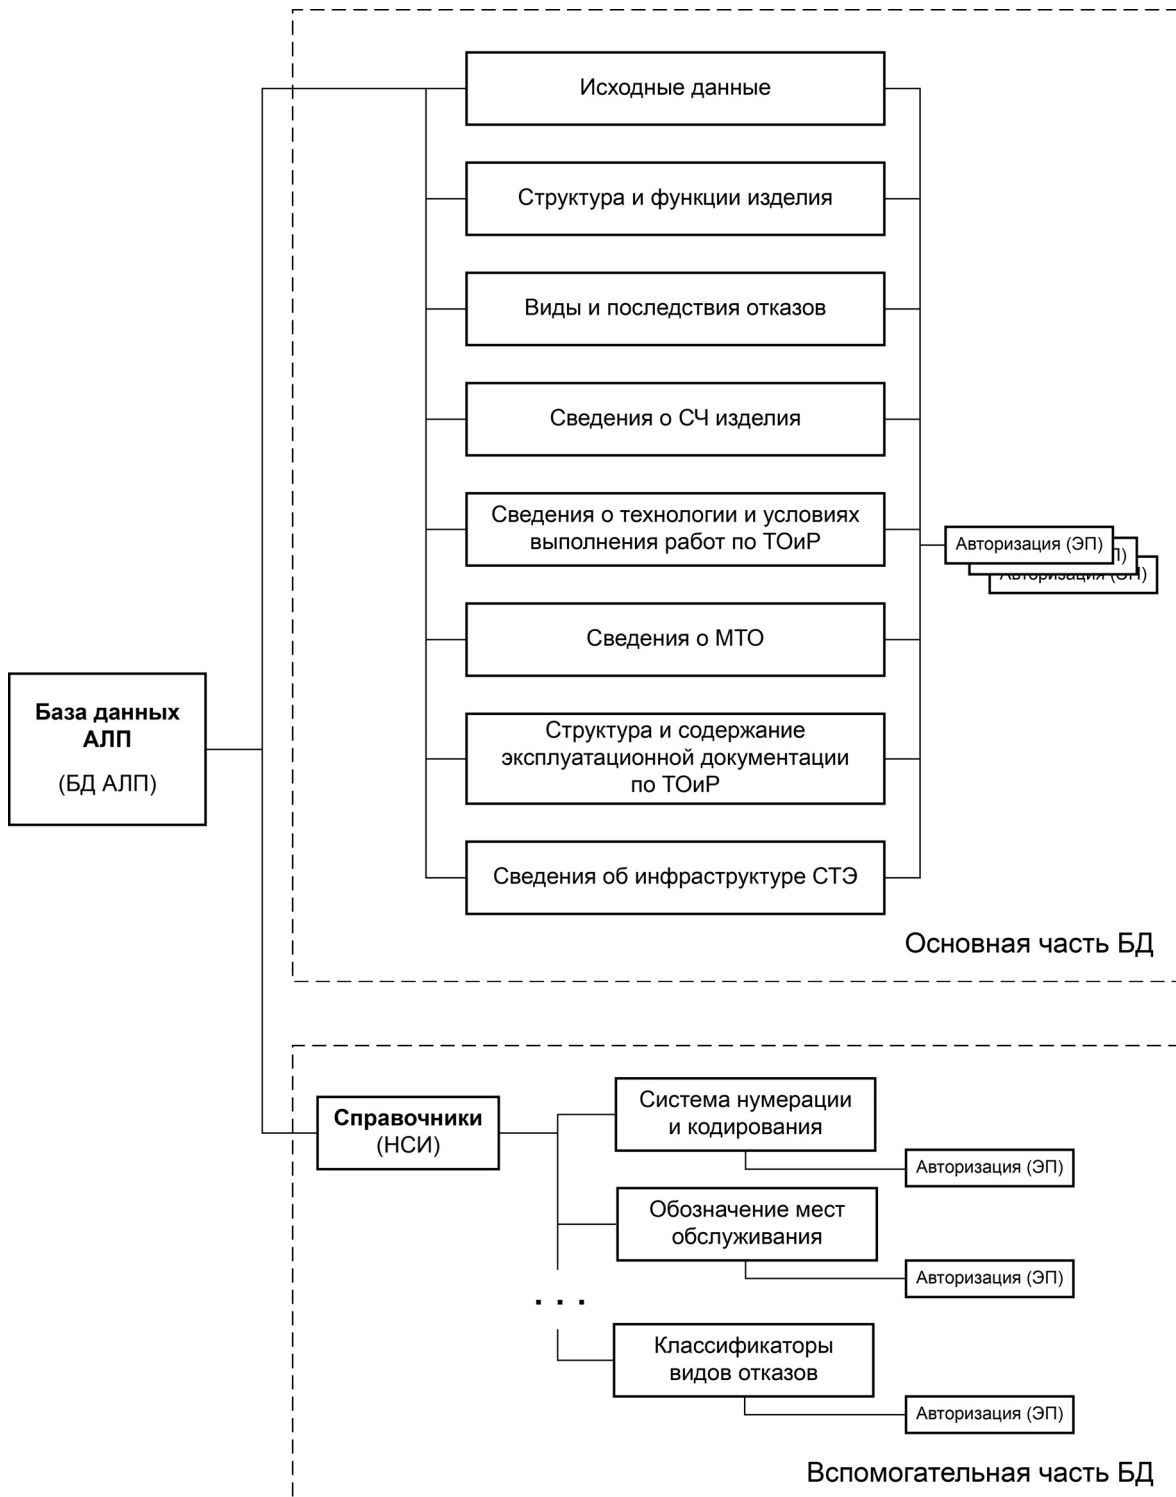 Исходные данные
Структура и функции изделия
Виды и последствия отказов
Сведения о СЧ изделия
Сведения о технологии и условиях
выполнения работ по ТОиР
Авторизация (ЭП)
Сведения о МТО
База данных
АЛП
(БД АЛП)
Структура и содержание
эксплуатационной документации
по ТОиР
Сведения об инфраструктуре СТЭ
Основная часть БД
Справочники
(НСИ)
Система нумерации
и кодирования
Авторизация (ЭП)
Обозначение мест
обслуживания
Авторизация (ЭП)
. . .
Классификаторы
видов отказов
Авторизация (ЭП)
Вспомогательная часть БД